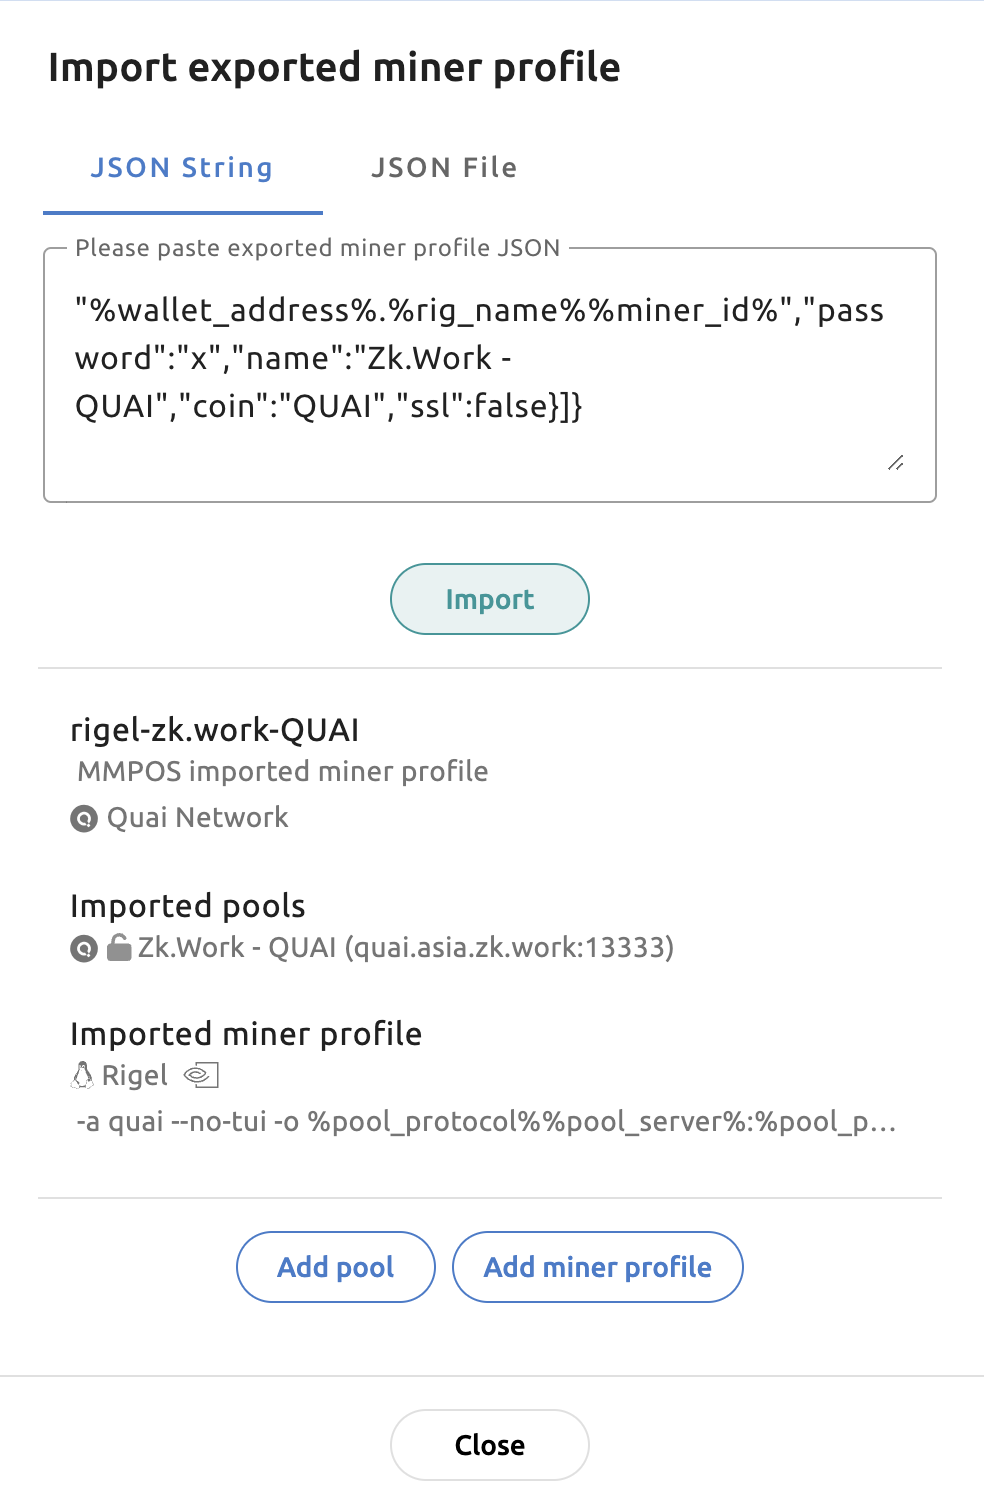 Import exported miner profile
JSON String
JSON File
Please paste exported miner profile JSON
"%wallet_address%.%rig_name%%miner_id%","pass
word":"x","name":"Zk.Work -
QUAI","coin":"QUAI","ssl":false}]}
Import
rigel-zk.work-QUAI
MMPOS imported miner profile
Quai Network
Imported pools
Zk.Work - QUAI (quai.asia.zk.work:13333)
Imported miner profile
Rigel
-a quai --no-tui -o %pool_protocol%%pool_server%:%pool_p...
Add pool
Add miner profile
Close